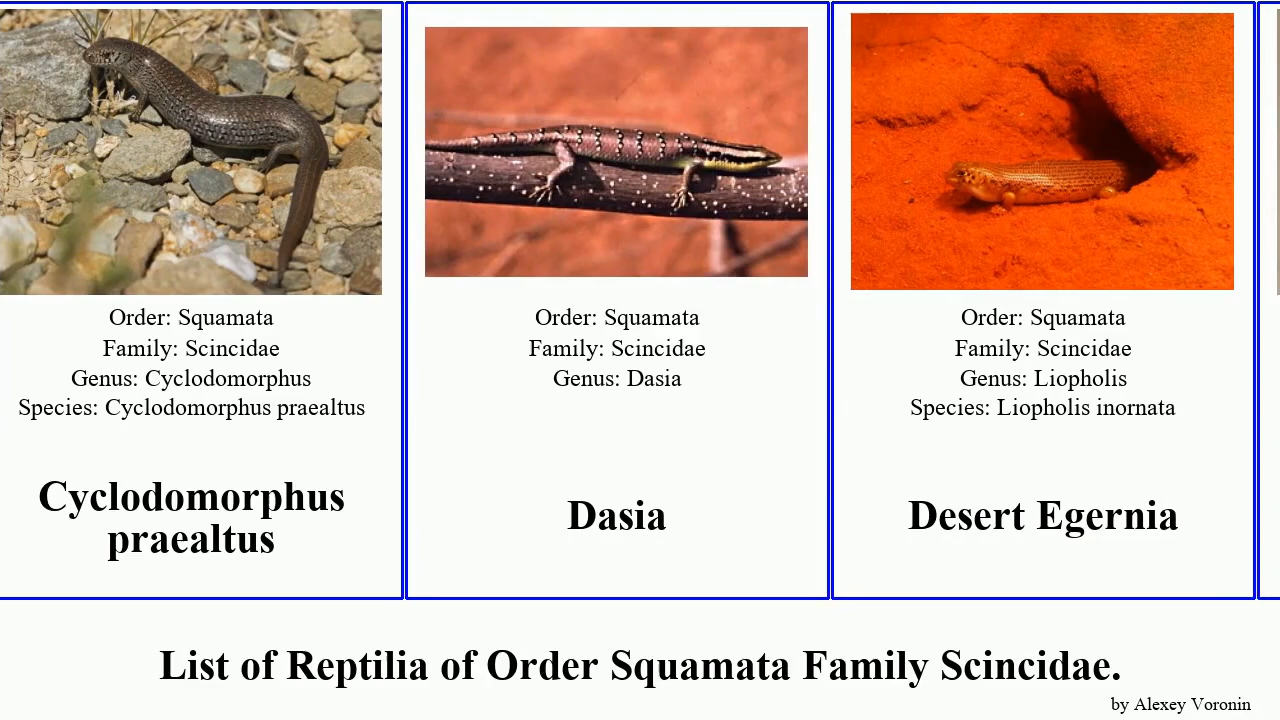 Order: Squamata
Family: Scincidae
Genus: Cyclodomorphus
Species: Cyclodomorphus praealtus
Cyclodomorphus
praealtus
Order: Squamata
Family: Scincidae
Genus: Dasia
Dasia
Order: Squamata
Family: Scincidae
Genus: Liopholis
Species: Liopholis inornata
Desert Egernia
List of Reptilia of Order Squamata Family Scincidae.
by Alexey Voronin